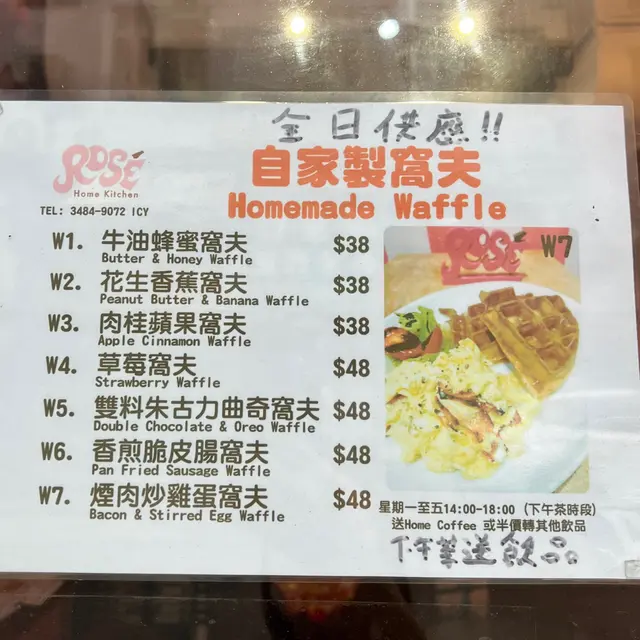 全日供應!!
ROSÉ
Home Kitchen
自家製窩夫
Homemade Waffle
TEL: 3484-9072 ICY
W1. 牛油蜂蜜窩夫 $38
Butter & Honey Waffle
W2. 花生香蕉窩夫 $38
Peanut Butter & Banana Waffle
W3. 肉桂蘋果窩夫 $38
Apple Cinnamon Waffle
W4. 草莓窩夫 $48
Strawberry Waffle
W5. 雙料朱古力曲奇窩夫 $48
Double Chocolate & Oreo Waffle
W6. 香煎脆皮腸窩夫 $48
Pan Fried Sausage Waffle
W7. 煙肉炒雞蛋窩夫 $48
Bacon & Stirred Egg Waffle
ROSÉ W7
星期一至五14:00-18:00 (下午茶時段)
送Home Coffee 或半價轉其他飲品
下午茶送飲品